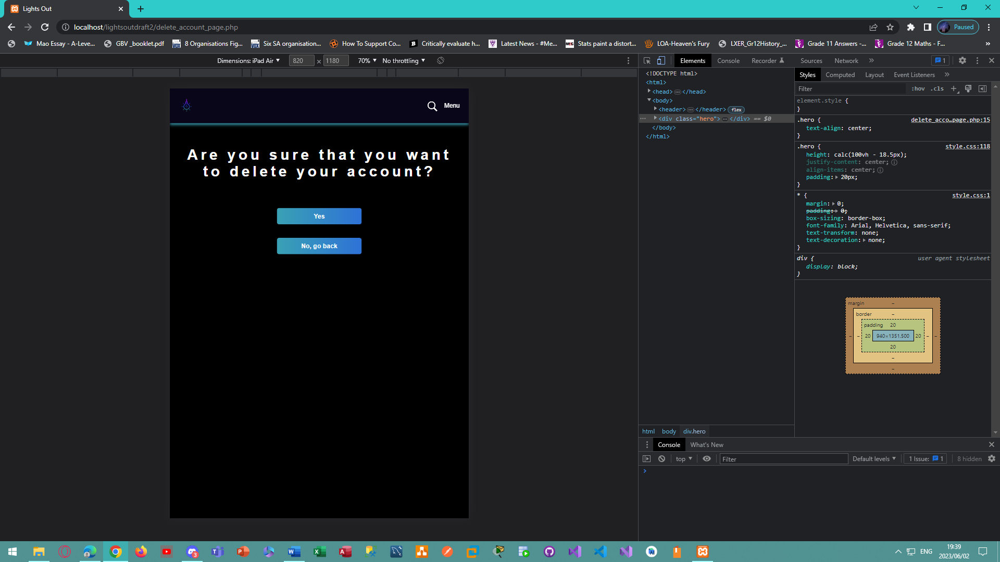 Lights Out
localhost/lightsoutdraft2/delete_account_page.php
Paused
Mao Essay - A-Leve... GBV _booklet.pdf 8 Organisations Fig... Six SA organisation... How To Support Co... Critically evaluate h... Latest News - #Me... Stats paint a distort... LOA-Heaven's Fury LXER_Gr12History_... Grade 11 Answers -... Grade 12 Maths - F... »
Dimensions: iPad Air 820 × 1180 70% No throttling
Elements Console Recorder Sources Network » 1
Menu
Are you sure that you want
to delete your account?
Yes
No, go back
<!DOCTYPE html>
<html>
<head> … </head>
<body>
<header> … </header> flex
<div class="hero"> … </div> == $0
</body>
</html>
html body div.hero
Styles Computed Layout Event Listeners »
Filter :hov .cls +
element.style {
}
.hero { delete_acco…page.php:15
text-align: center;
}
.hero { style.css:118
height: calc(100vh - 18.5px);
justify-content: center;
align-items: center;
padding: 20px;
}
* { style.css:1
margin: 0;
padding: 0;
box-sizing: border-box;
font-family: Arial, Helvetica, sans-serif;
text-transform: none;
text-decoration: none;
}
div { user agent stylesheet
display: block;
}
margin –
border –
padding 20
– – 20 940×1351.500 20 – –
20
–
–
Console What's New
top Filter Default levels 1 Issue: 1 8 hidden
3
ENG
19:39
2023/06/02